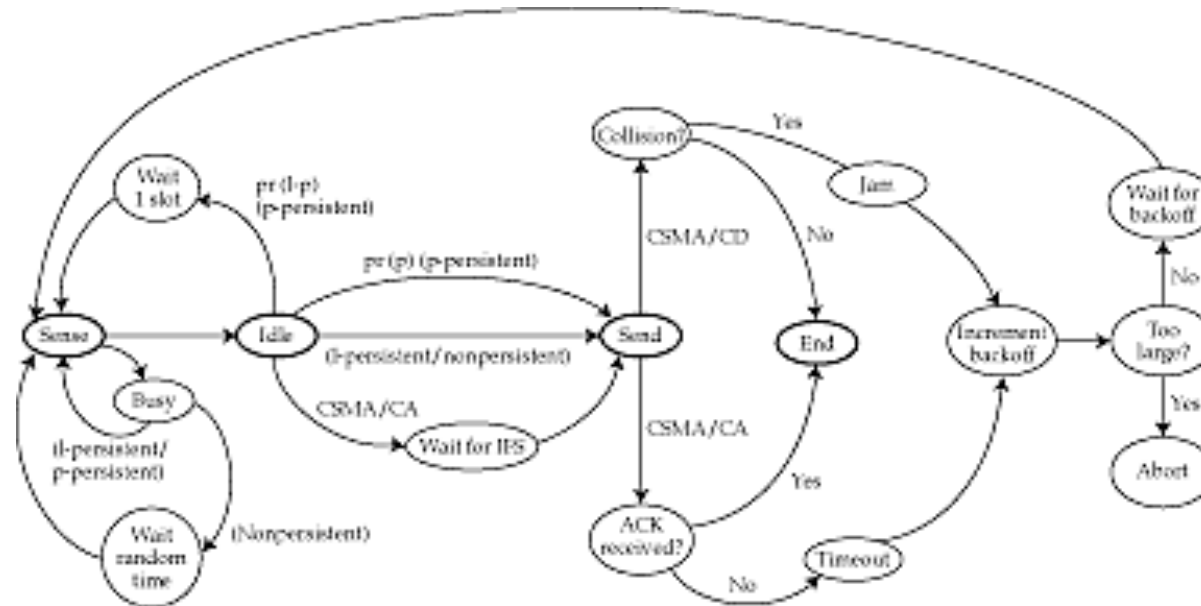 Collision?
Yes
Jam
Wait
1 slot
pr (1-p)
(p-persistent)
Wait for
backoff
CSMA/CD
No
No
pr (p) (p-persistent)
Sense
Idle
Send
End
Increment
backoff
Too
large?
(1-persistent/nonpersistent)
Busy
CSMA/CA
Wait for IFS
CSMA/CA
Yes
(1-persistent/
p-persistent)
Yes
Abort
(Nonpersistent)
Wait
random
time
ACK
received?
Timeout
No